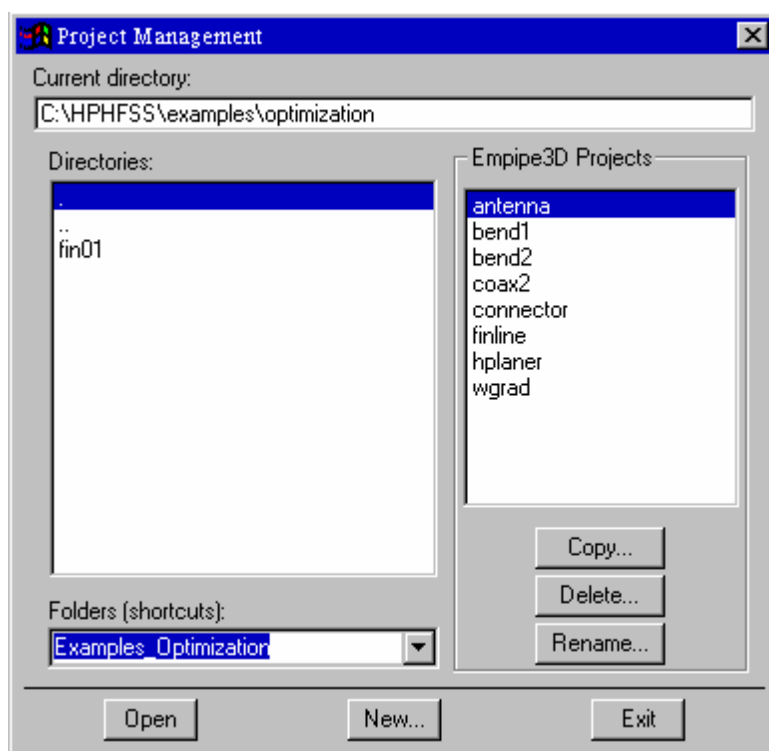 Project Management
Current directory:
C:\HPHFSS\examples\optimization
Directories:
.
..
fin01
Folders (shortcuts):
Examples_Optimization
Empipe3D Projects
antenna
bend1
bend2
coax2
connector
finline
hplaner
wgrad
Copy...
Delete...
Rename...
Open
New...
Exit